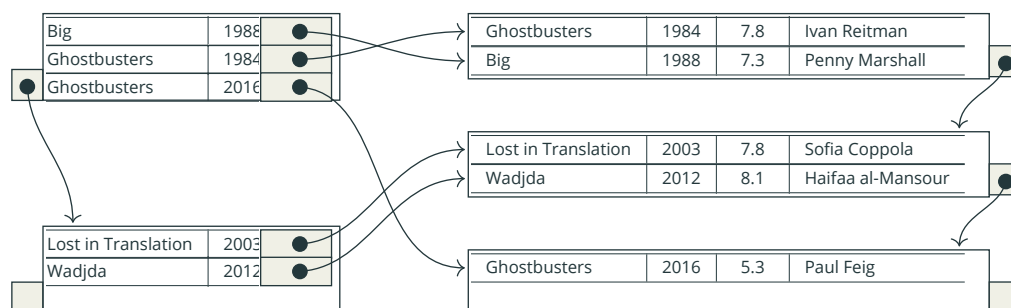 Big 1988
Ghostbusters 1984
Ghostbusters 2016
Lost in Translation 2003
Wadjda 2012
Ghostbusters 1984 7.8 Ivan Reitman
Big 1988 7.3 Penny Marshall
Lost in Translation 2003 7.8 Sofia Coppola
Wadjda 2012 8.1 Haifaa al-Mansour
Ghostbusters 2016 5.3 Paul Feig